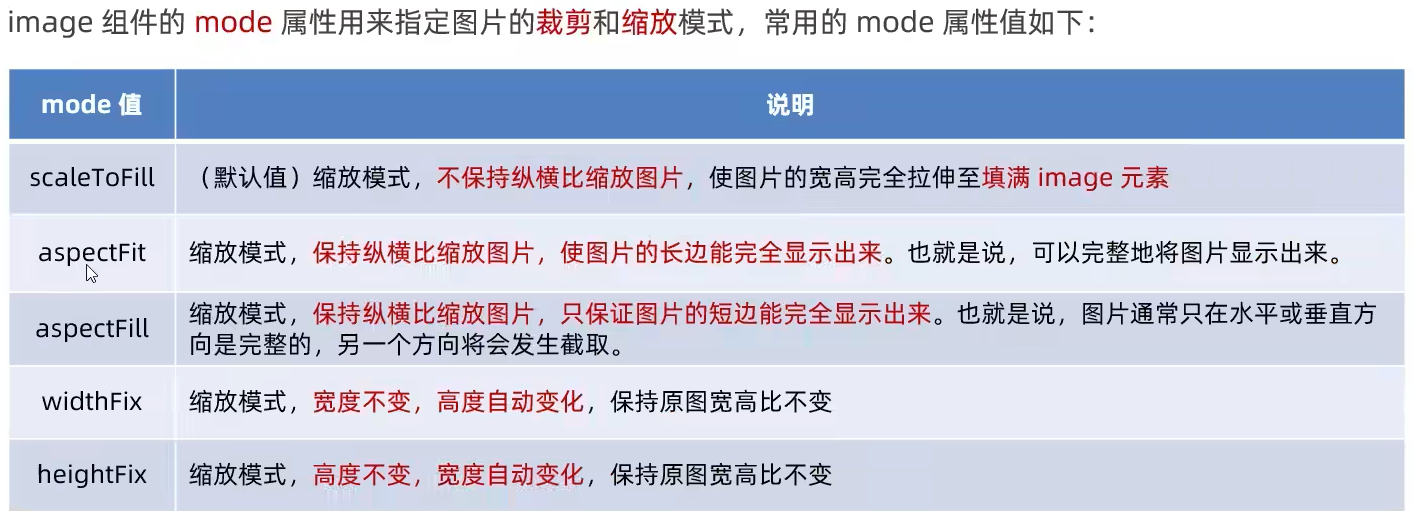 image 组件的 mode 属性用来指定图片的裁剪和缩放模式，常用的 mode 属性值如下：
mode 值 说明
scaleToFill （默认值）缩放模式，不保持纵横比缩放图片，使图片的宽高完全拉伸至填满 image 元素
aspectFit 缩放模式，保持纵横比缩放图片，使图片的长边能完全显示出来。也就是说，可以完整地将图片显示出来。
aspectFill 缩放模式，保持纵横比缩放图片，只保证图片的短边能完全显示出来。也就是说，图片通常只在水平或垂直方
向是完整的，另一个方向将会发生截取。
widthFix 缩放模式，宽度不变，高度自动变化，保持原图宽高比不变
heightFix 缩放模式，高度不变，宽度自动变化，保持原图宽高比不变